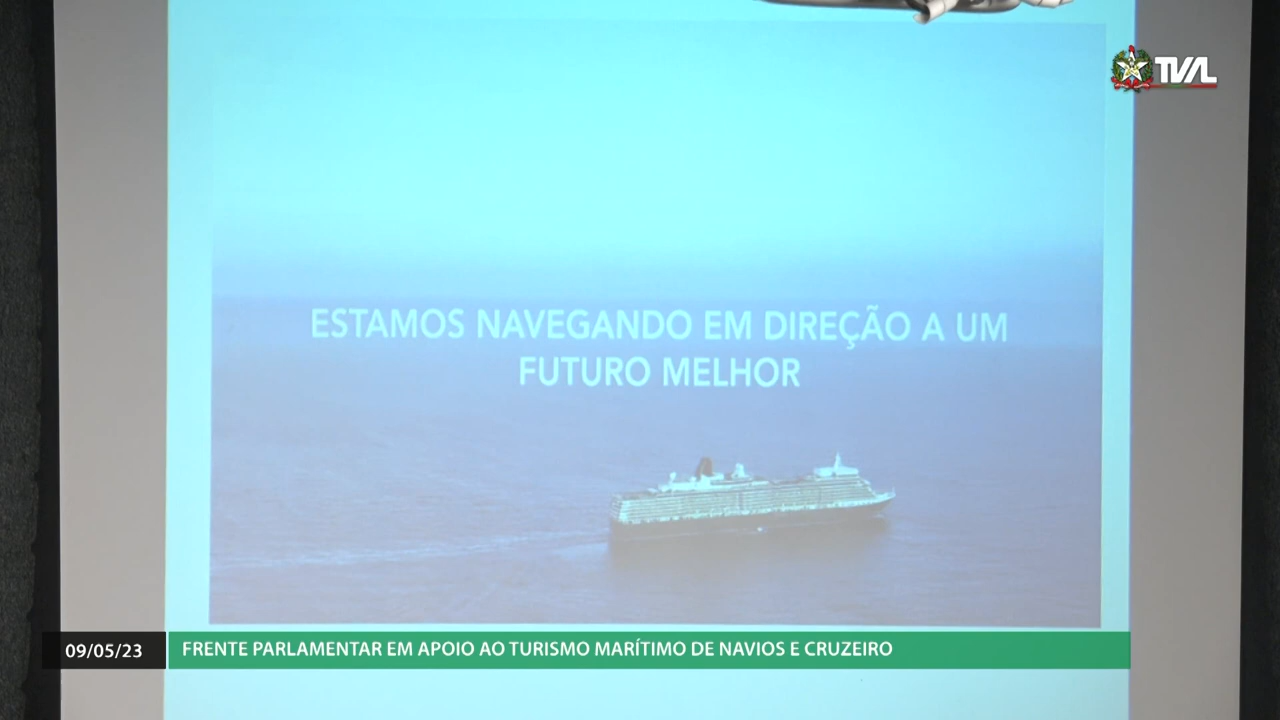 TVAL
ESTAMOS NAVEGANDO EM DIREÇÃO A UM
FUTURO MELHOR
09/05/23
FRENTE PARLAMENTAR EM APOIO AO TURISMO MARÍTIMO DE NAVIOS E CRUZEIRO